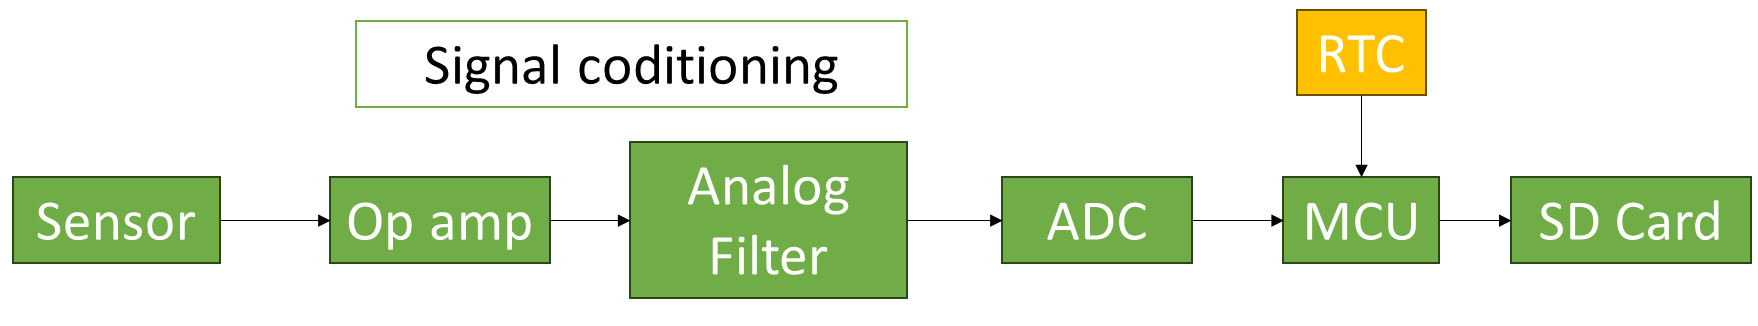 Signal coditioning
RTC
Sensor
Op amp
Analog
Filter
ADC
MCU
SD Card